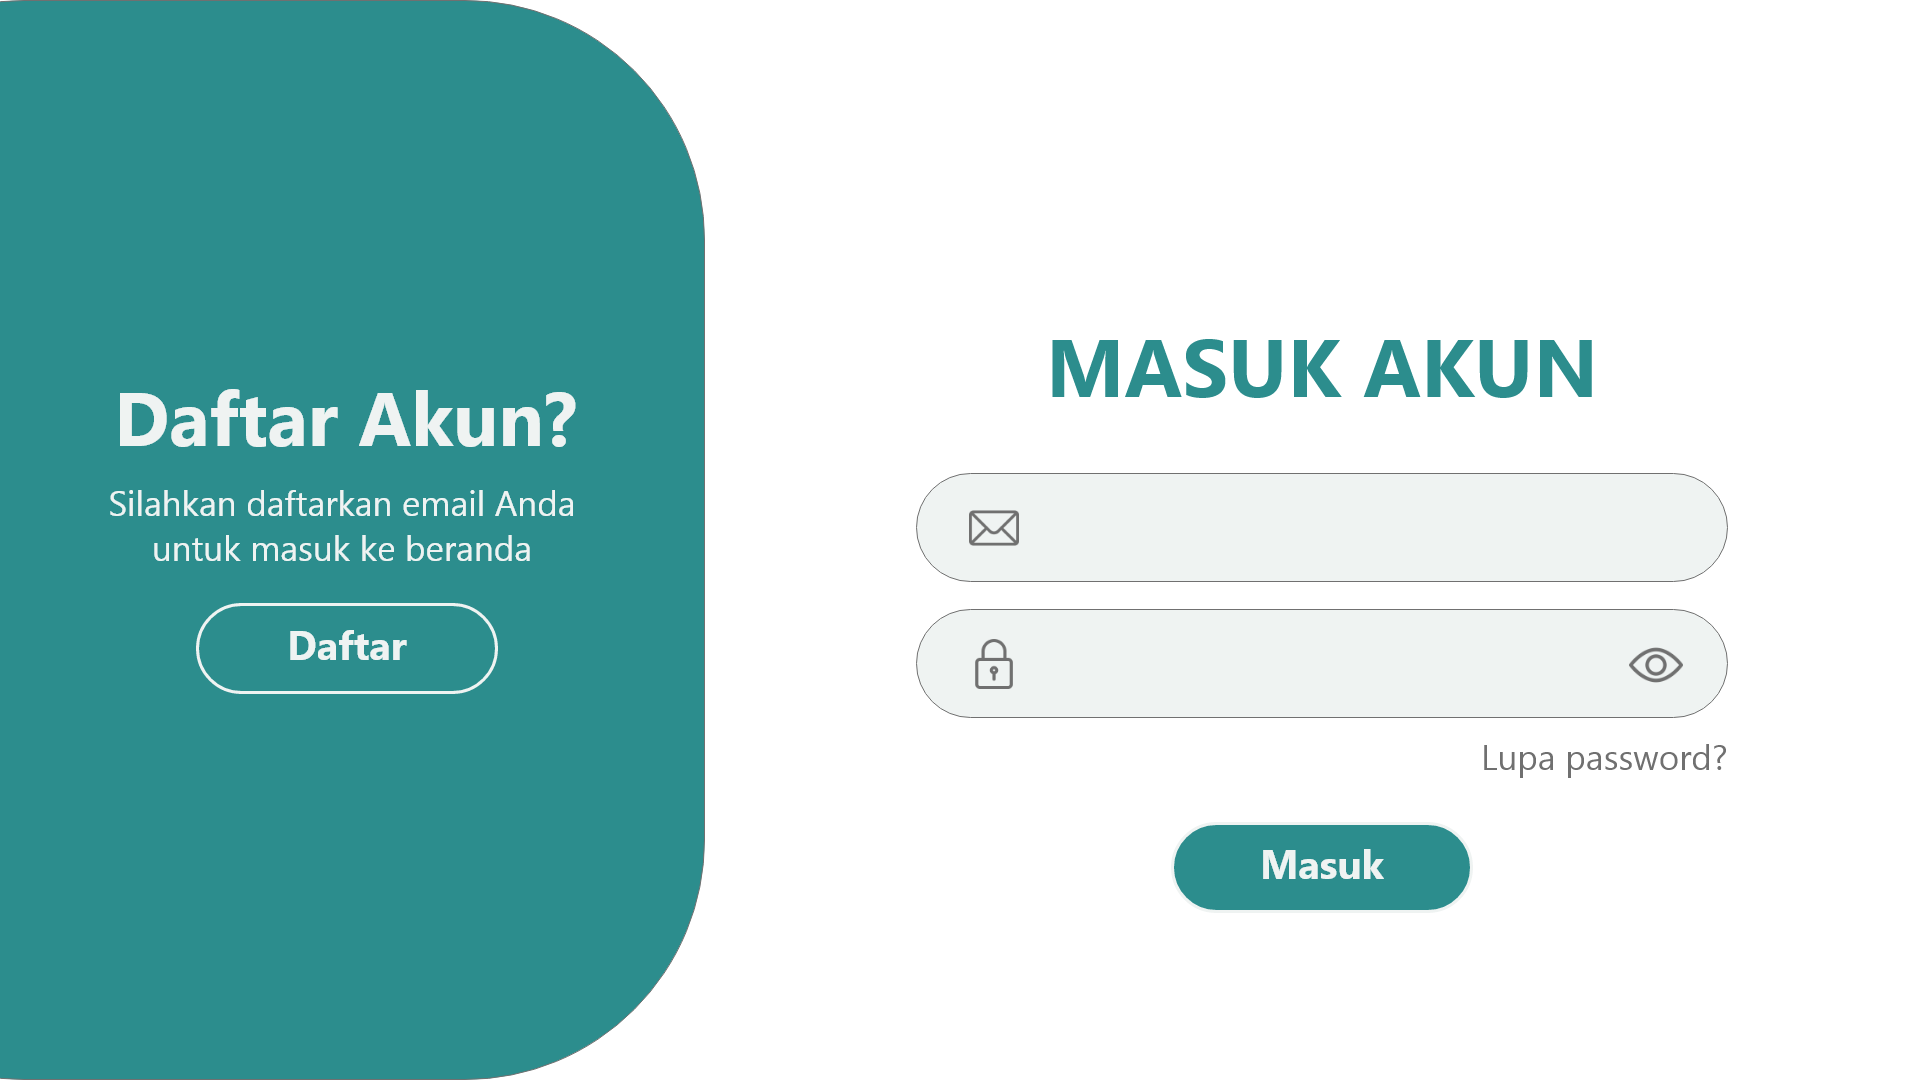 Daftar Akun?
Silahkan daftarkan email Anda
untuk masuk ke beranda
Daftar
MASUK AKUN
Lupa password?
Masuk